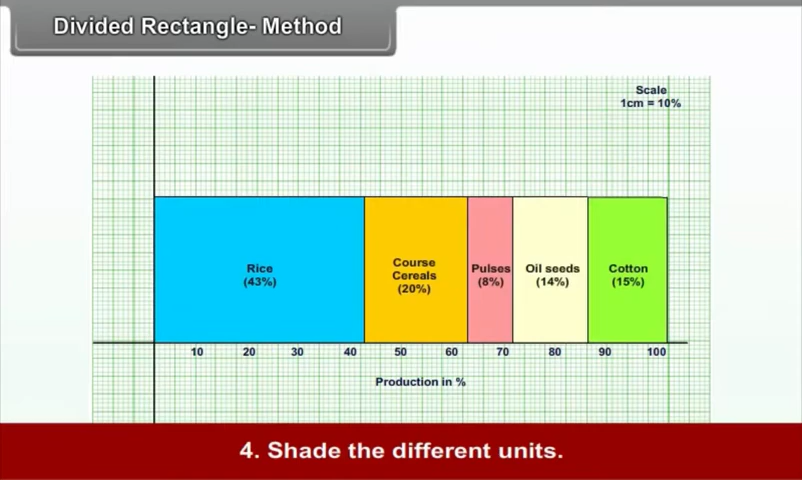 Divided Rectangle- Method
Scale
1cm = 10%
Rice
(43%)
Course
Cereals
(20%)
Pulses
(8%)
Oil seeds
(14%)
Cotton
(15%)
10 20 30 40 50 60 70 80 90 100
Production in %
4. Shade the different units.